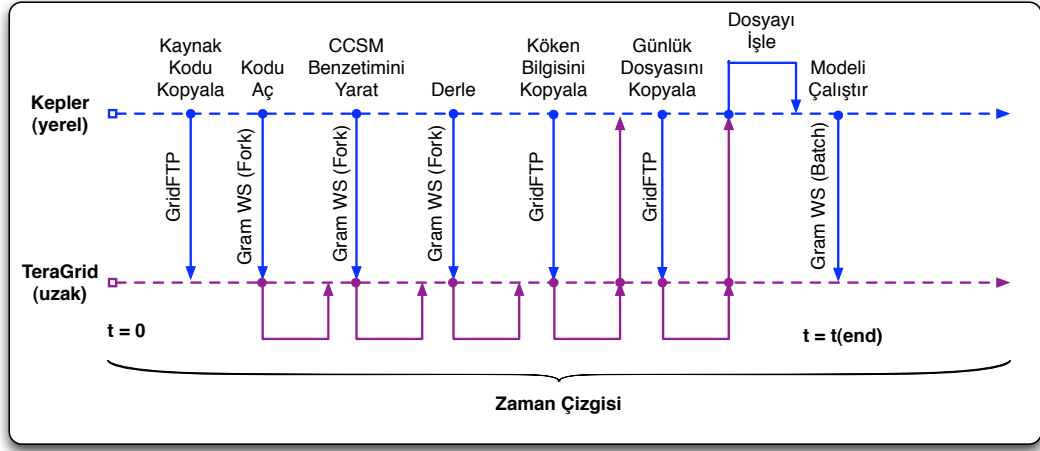 Kaynak
Kodu
Kopyala
Kodu
Aç
CCSM
Benzetimini
Yarat
Derle
Köken
Bilgisini
Kopyala
Günlük
Dosyasını
Kopyala
Dosyayı
İşle
Modeli
Çalıştır
Kepler
(yerel)
GridFTP
Gram WS (Fork)
Gram WS (Fork)
Gram WS (Fork)
GridFTP
GridFTP
Gram WS (Batch)
TeraGrid
(uzak)
t = 0
t = t(end)
Zaman Çizgisi